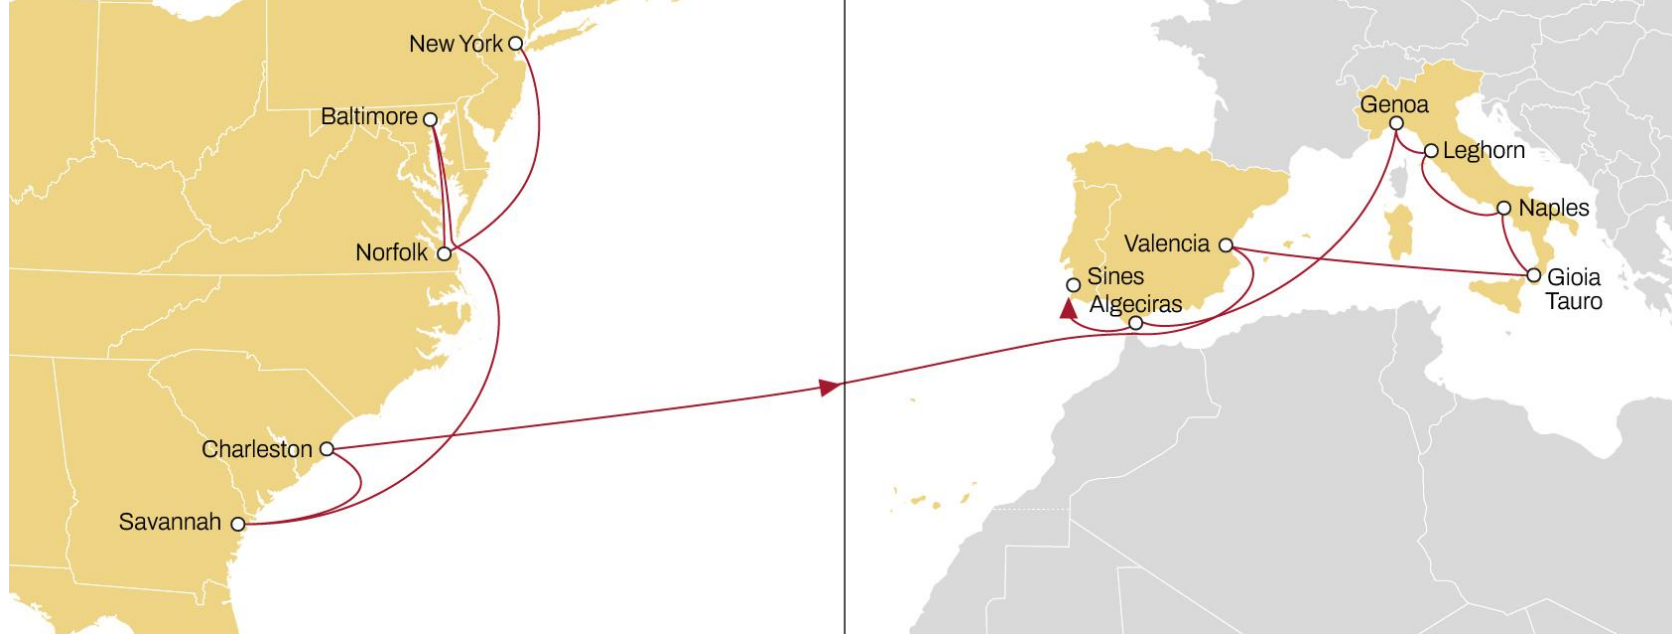 New York
Baltimore
Norfolk
Charleston
Savannah
Genoa
Leghorn
Naples
Valencia
Sines
Algeciras
Gioia
Tauro